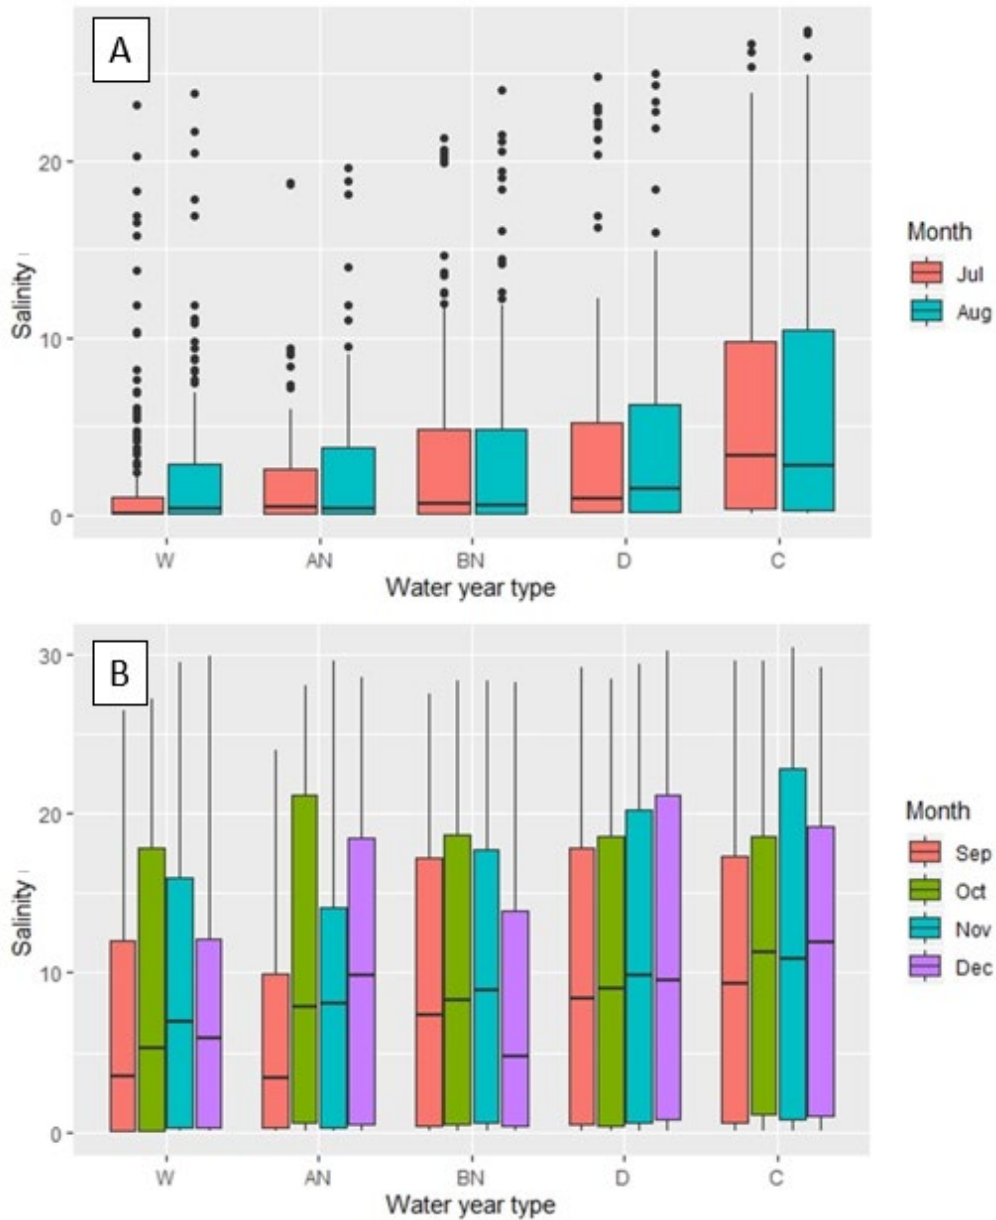 A
20
10
0
Salinity
W AN BN D C
Water year type
Month
Jul
Aug
B
30
20
10
0
Salinity
W AN BN D C
Water year type
Month
Sep
Oct
Nov
Dec